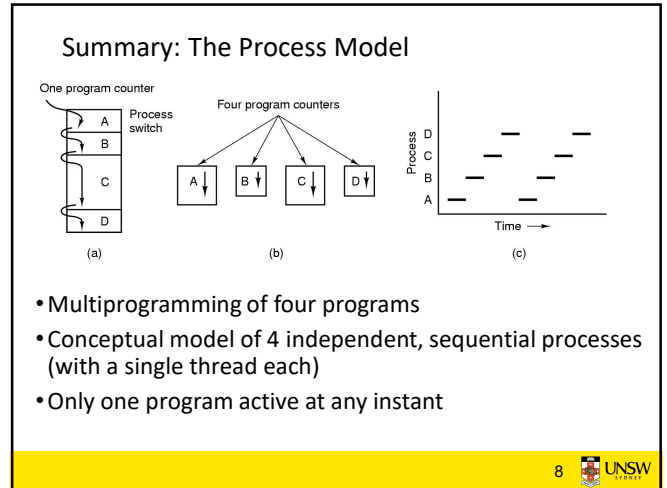 Summary: The Process Model
One program counter
Process
switch
A
B
C
D
(a)
Four program counters
A
B
C
D
(b)
Process
D
C
B
A
Time
(c)
• Multiprogramming of four programs
• Conceptual model of 4 independent, sequential processes
(with a single thread each)
• Only one program active at any instant
8
UNSW
SYDNEY